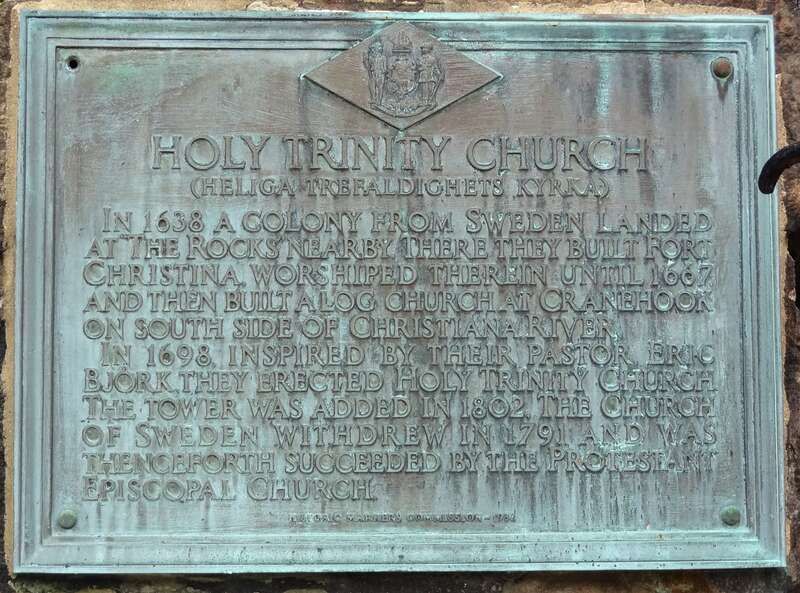 HOLY TRINITY CHURCH
(HELIGA TREFALDIGHETS KYRKA)
IN 1638 A COLONY FROM SWEDEN LANDED
AT "THE ROCKS" NEARBY. THERE THEY BUILT FORT
CHRISTINA, WORSHIPED THEREIN UNTIL 1667,
AND THEN BUILT A LOG CHURCH AT CRANEHOOK
ON SOUTH SIDE OF CHRISTIANA RIVER.
IN 1698, INSPIRED BY THEIR PASTOR, ERIC
BJORK, THEY ERECTED HOLY TRINITY CHURCH.
THE TOWER WAS ADDED IN 1802. THE CHURCH
OF SWEDEN WITHDREW IN 1791 AND WAS
THENCEFORTH SUCCEEDED BY THE PROTESTANT
EPISCOPAL CHURCH.
HISTORIC MARKERS COMMISSION